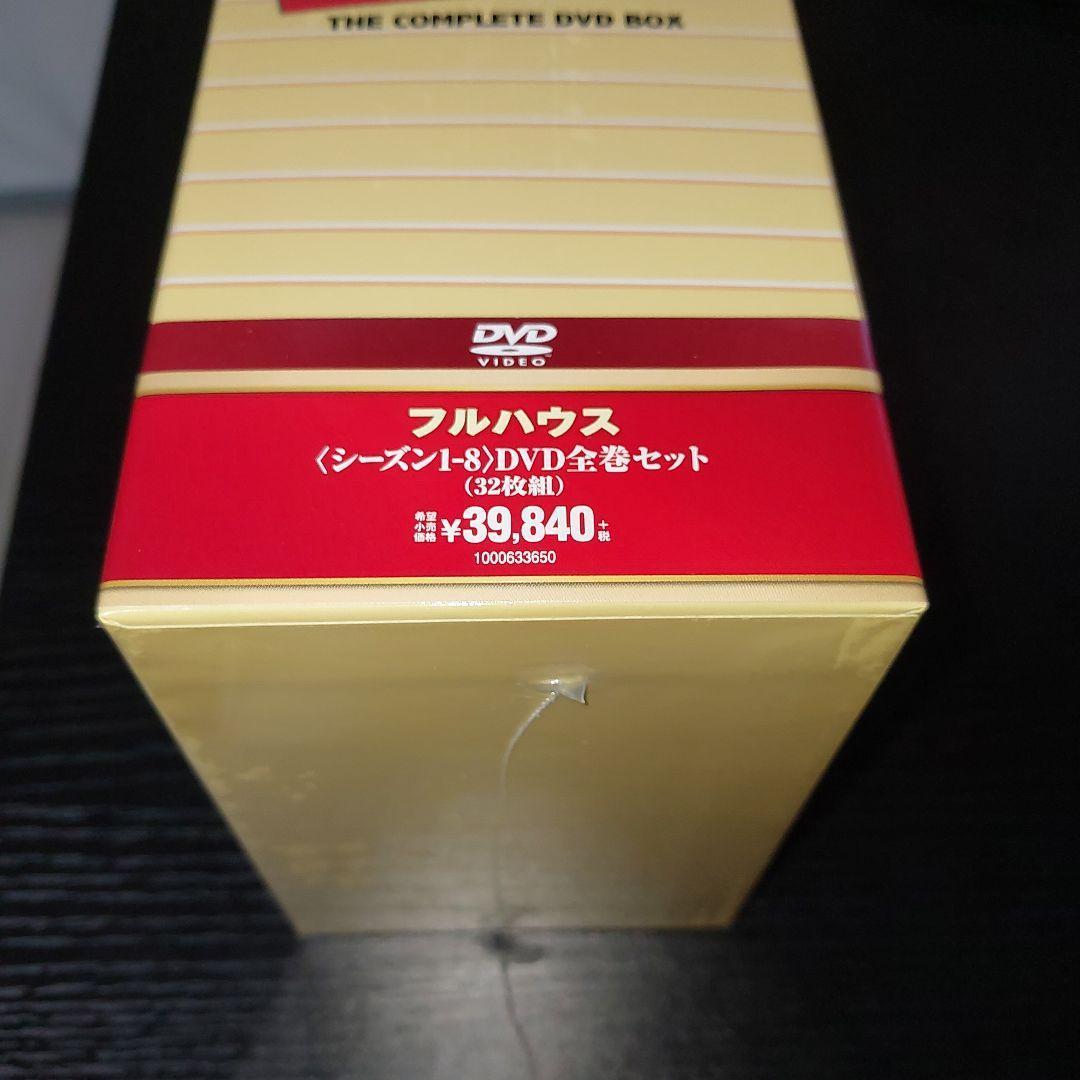 THE COMPLETE DVD BOX
DVD
VIDEO
フルハウス
〈シーズン1-8〉DVD全巻セット
(32枚組)
希望小売価格 ¥39,840+税
1000633650